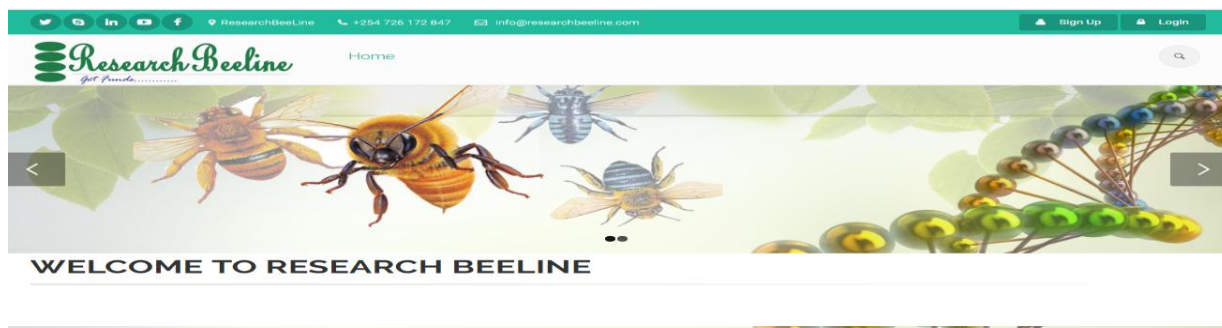 ResearchBeeLine +254 726 172 847 info@researchbeeline.com Sign Up Login
Research Beeline Home
Get Funds............
WELCOME TO RESEARCH BEELINE